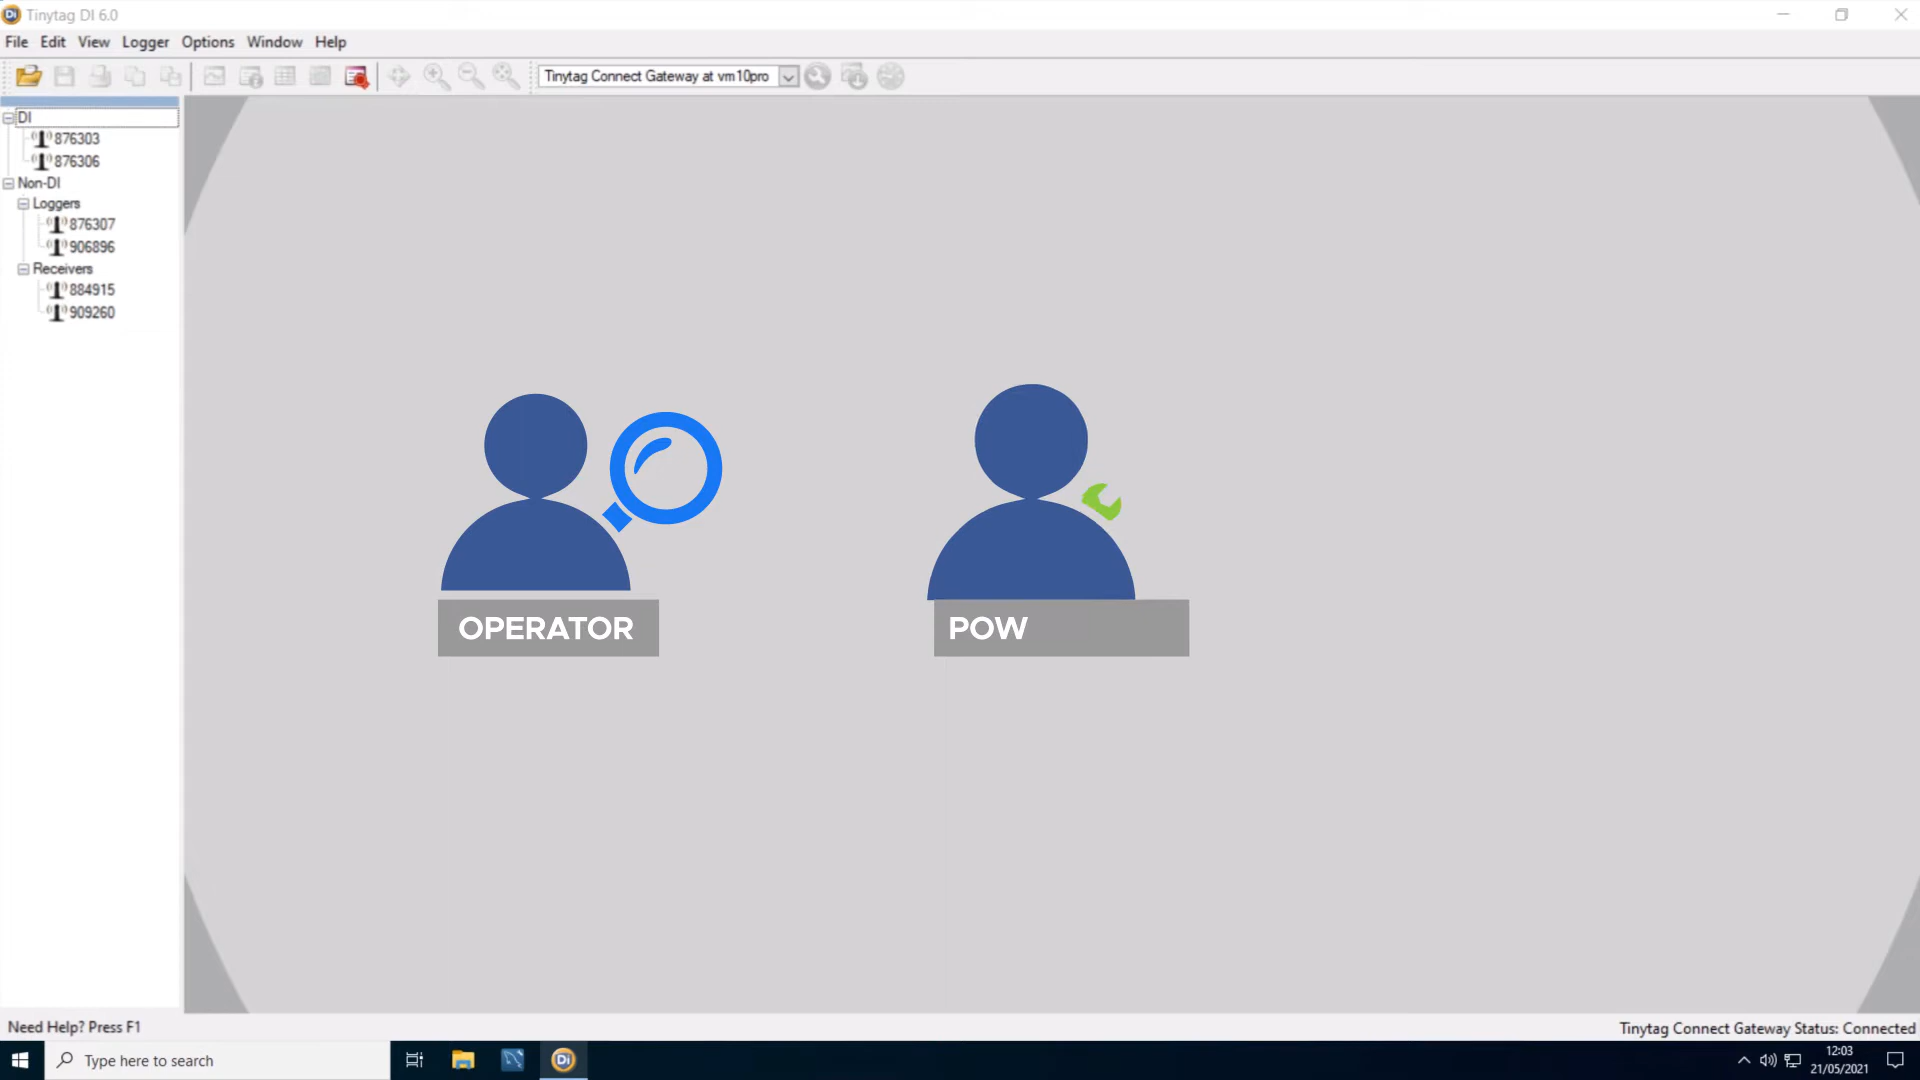 Tinytag DI 6.0
File Edit View Logger Options Window Help
Tinytag Connect Gateway at vm10pro
DI
876303
876306
Non-DI
Loggers
876307
906896
Receivers
884915
909260
OPERATOR
POW
Need Help? Press F1
Tinytag Connect Gateway Status: Connected
Type here to search
Di
12:03
21/05/2021